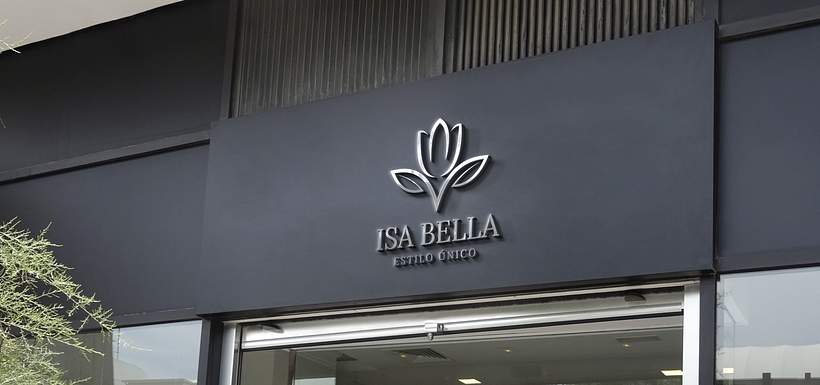 ISA BELLA
ESTILO ÚNICO